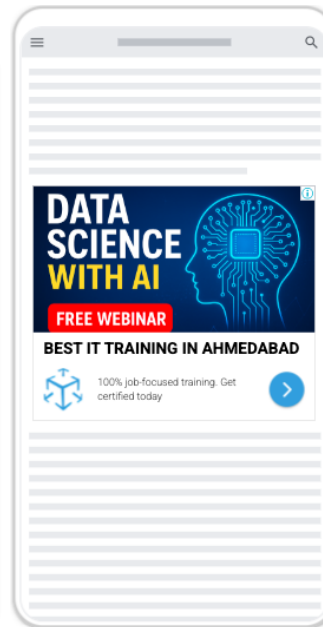 DATA
SCIENCE
WITH AI
FREE WEBINAR
BEST IT TRAINING IN AHMEDABAD
100% job-focused training. Get
certified today